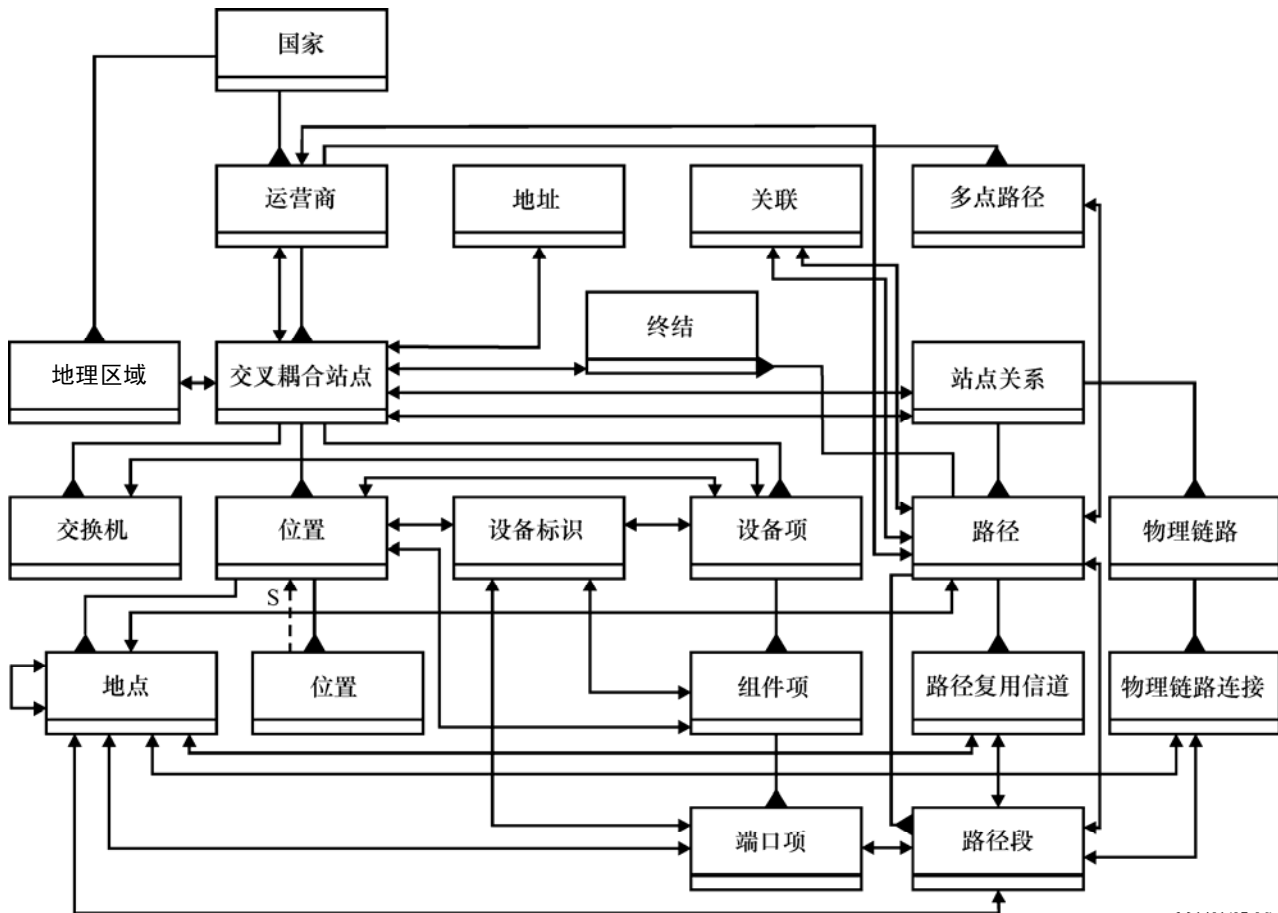 国家
运营商
地址
关联
多点路径
终结
地理区域
交叉耦合站点
站点关系
交换机
位置
设备标识
设备项
路径
物理链路
S
地点
位置
组件项
路径复用信道
物理链路连接
端口项
路径段